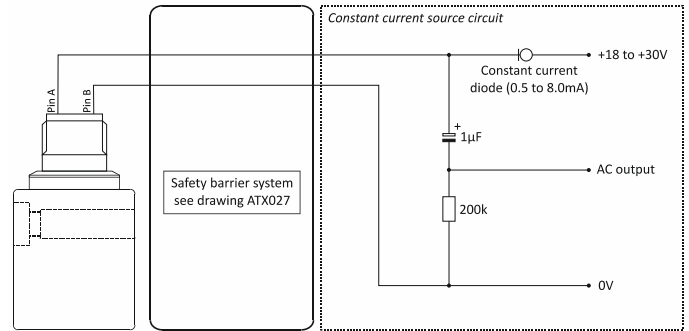 Constant current source circuit
+18 to +30V
Constant current
diode (0.5 to 8.0mA)
Pin A
Pin B
+
1µF
AC output
Safety barrier system
see drawing ATX027
200k
0V